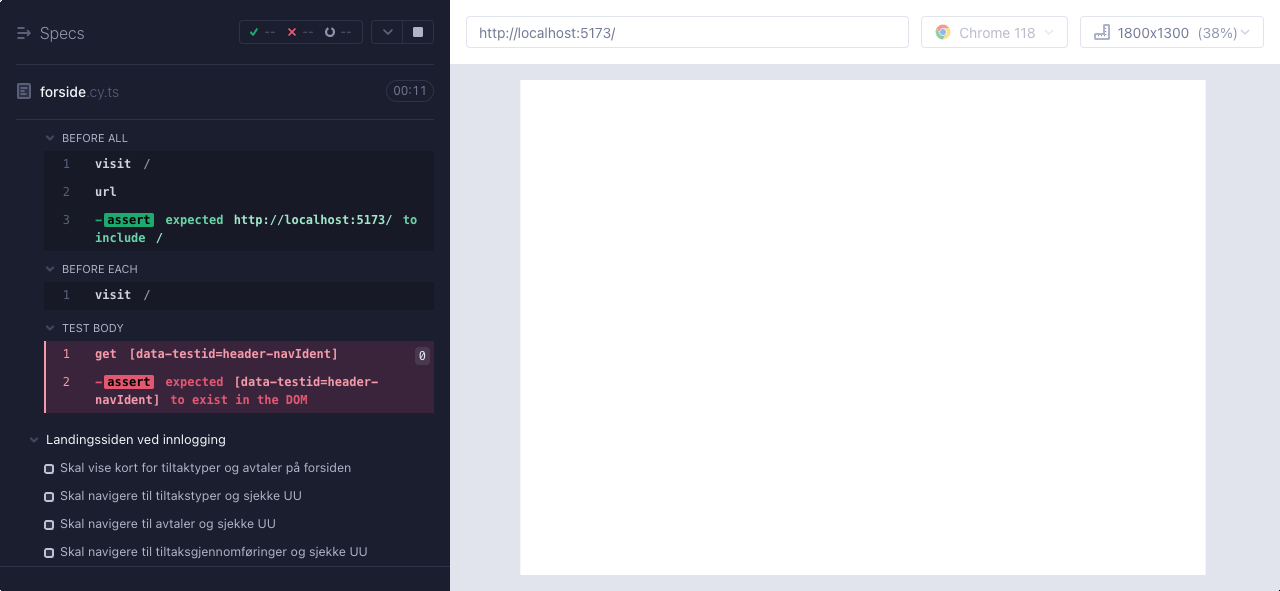 Specs
-- -- --
forside.cy.ts
00:11
BEFORE ALL
1 visit /
2 url
3 -assert expected http://localhost:5173/ to
include /
BEFORE EACH
1 visit /
TEST BODY
1 get [data-testid=header-navIdent] 0
2 -assert expected [data-testid=header-
navIdent] to exist in the DOM
Landingssiden ved innlogging
Skal vise kort for tiltaktyper og avtaler på forsiden
Skal navigere til tiltakstyper og sjekke UU
Skal navigere til avtaler og sjekke UU
Skal navigere til tiltaksgjennomføringer og sjekke UU
http://localhost:5173/
Chrome 118
1800x1300 (38%)